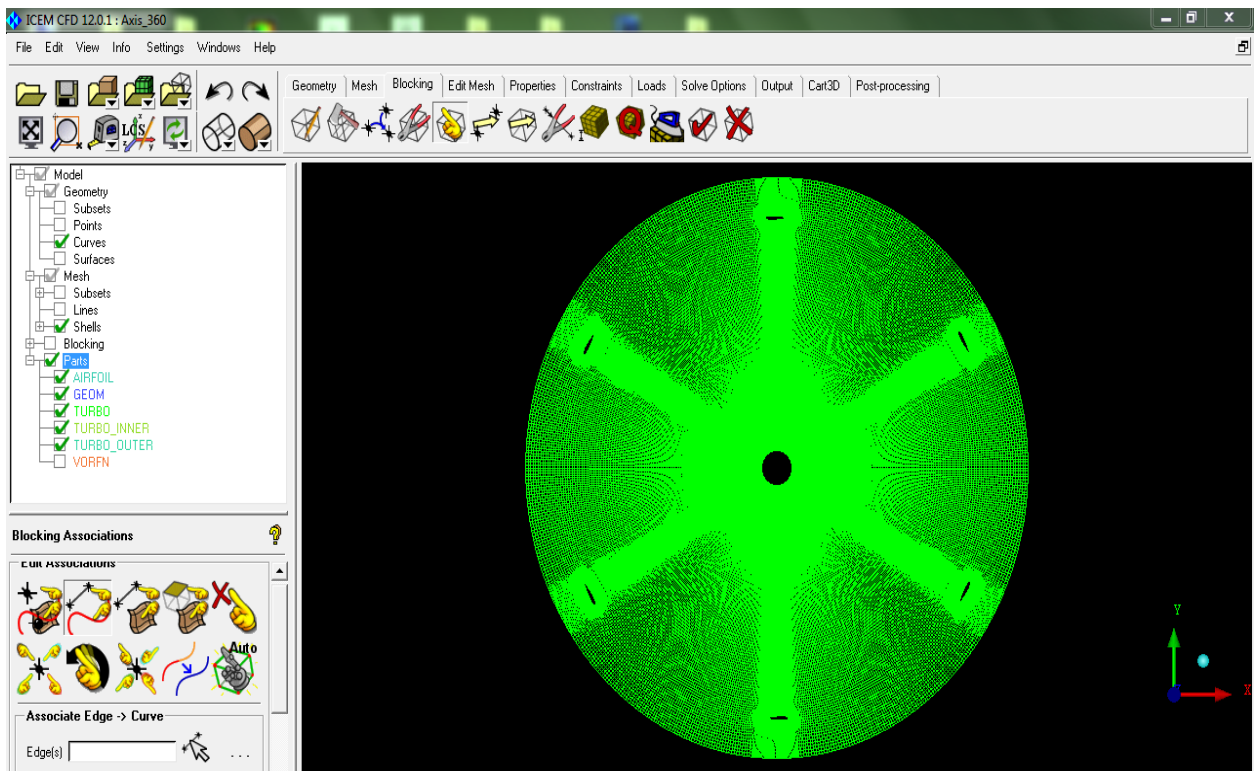 ICEM CFD 12.0.1 : Axis_360
File Edit View Info Settings Windows Help
Geometry Mesh Blocking Edit Mesh Properties Constraints Loads Solve Options Output Cart3D Post-processing
LCS
Model
Geometry
Subsets
Points
Curves
Surfaces
Mesh
Subsets
Lines
Shells
Blocking
Parts
AIRFOIL
GEOM
TURBO
TURBO_INNER
TURBO_OUTER
VORFN
Blocking Associations
Edit Associations
Auto
Associate Edge -> Curve
Edge(s) ...
Y
X